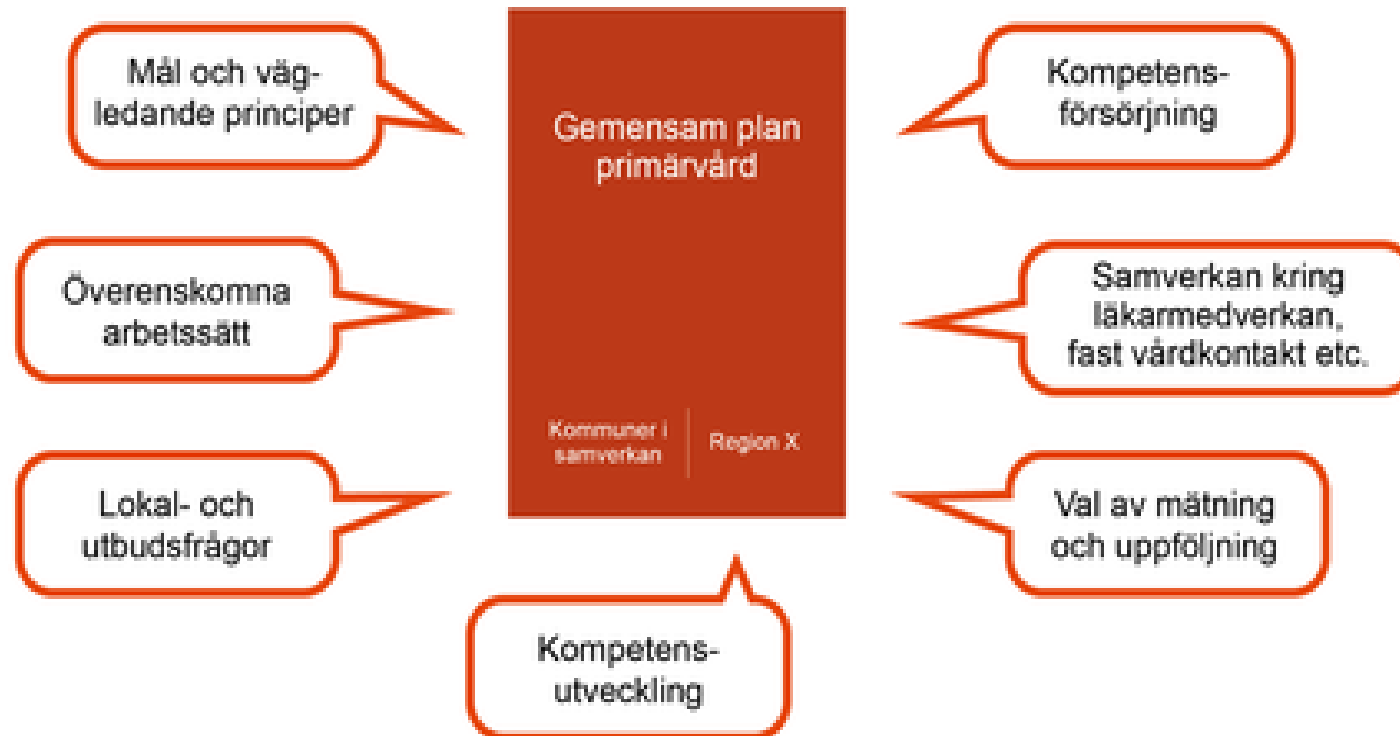 Mål och väg-
ledande principer
Gemensam plan
primärvård
Kompetens-
försörjning
Överenskomna
arbetssätt
Samverkan kring
läkarmedverkan,
fast vårdkontakt etc.
Kommuner i
samverkan
Region X
Lokal- och
utbudsfrågor
Val av mätning
och uppföljning
Kompetens-
utveckling